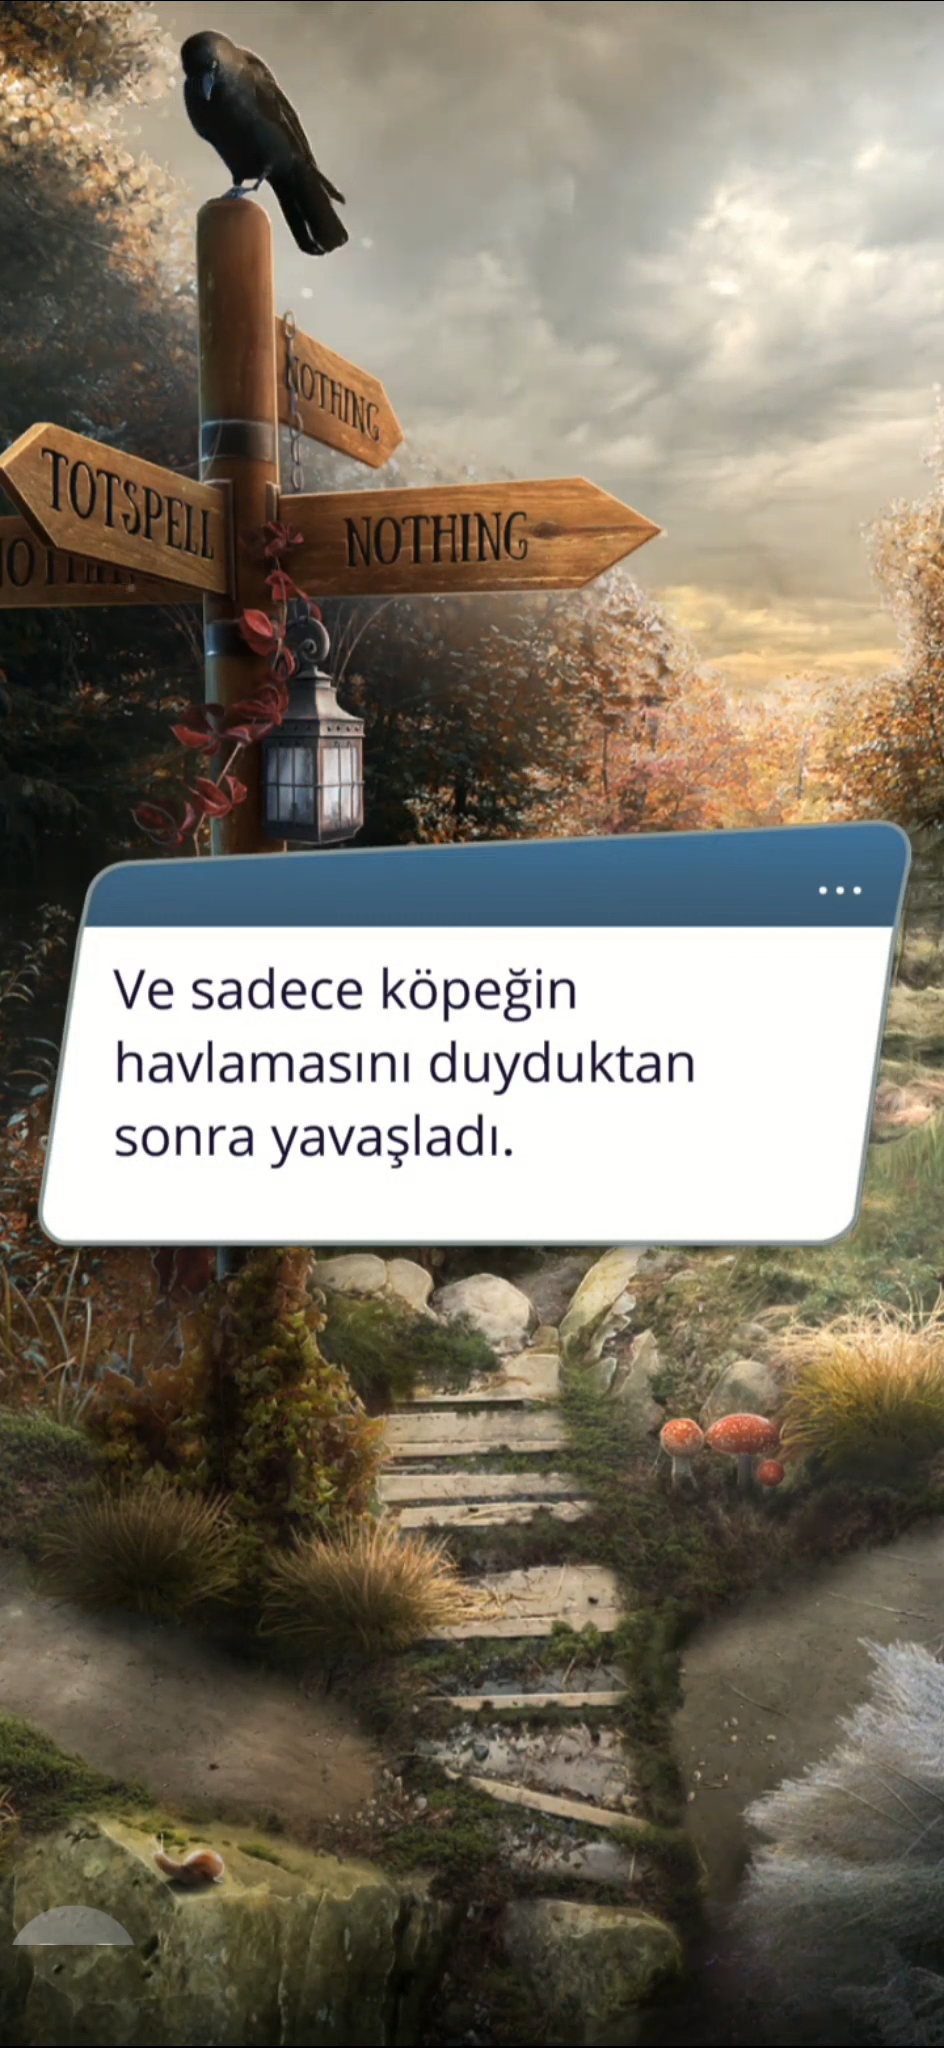 NOTHING
TOTSPELL
NOTHING
Ve sadece köpeğin
havlamasını duyduktan
sonra yavaşladı.